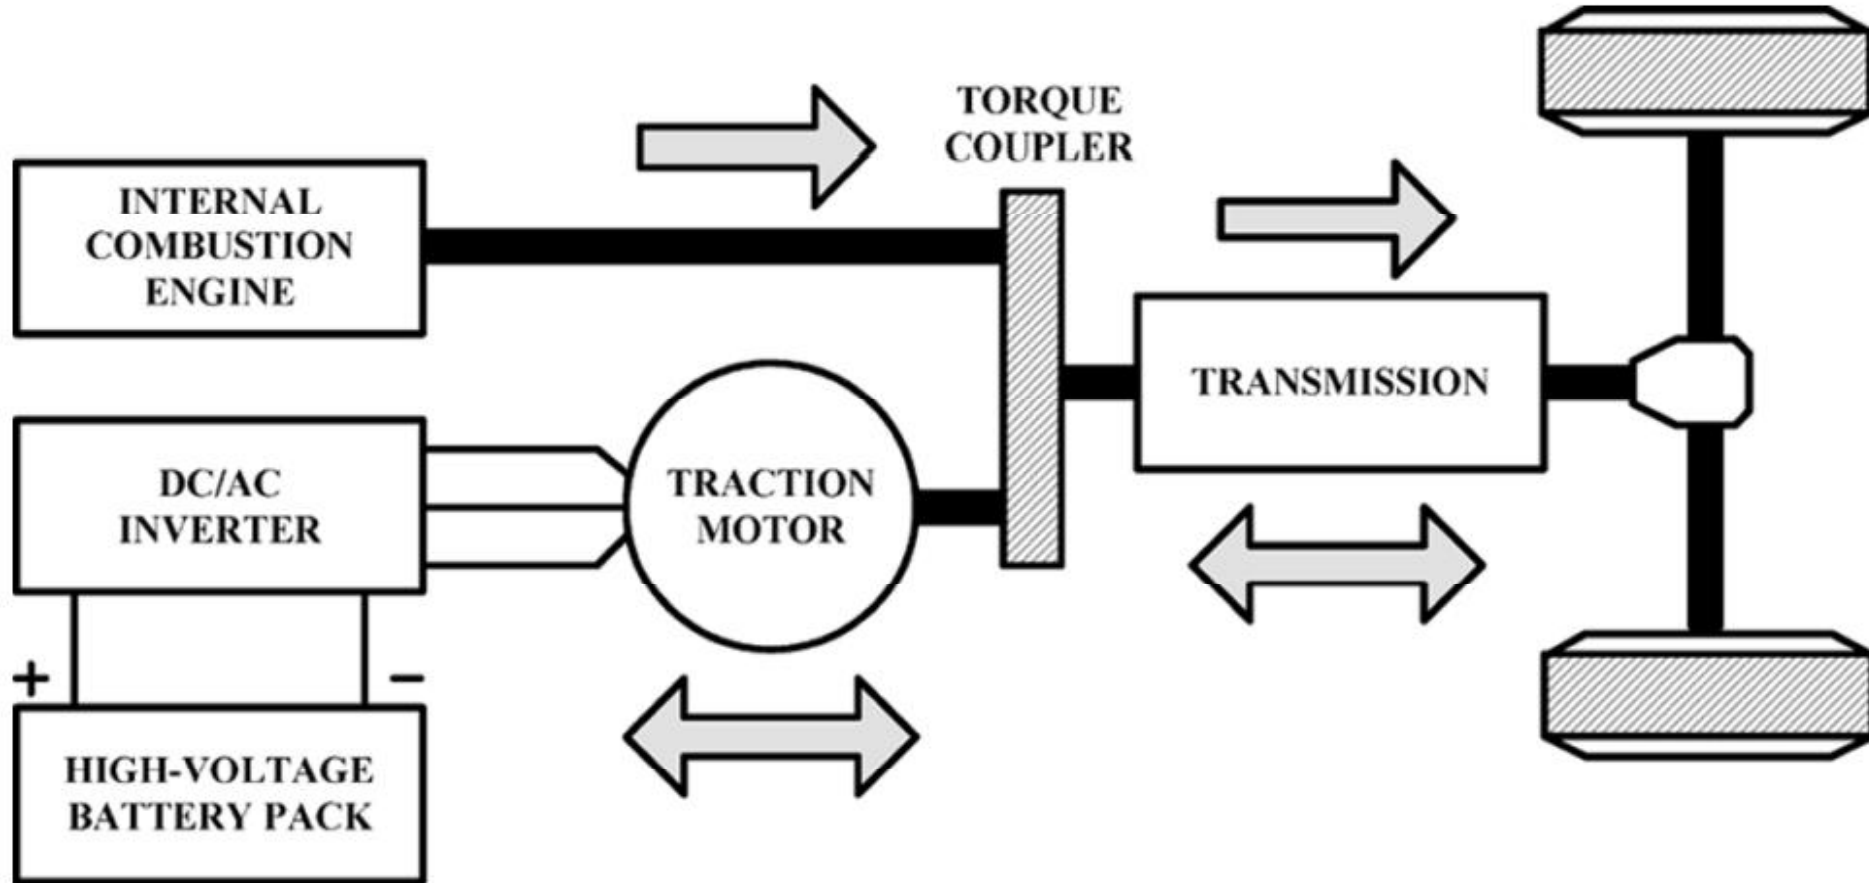 TORQUE
COUPLER
INTERNAL
COMBUSTION
ENGINE
TRANSMISSION
DC/AC
INVERTER
TRACTION
MOTOR
+ −
HIGH-VOLTAGE
BATTERY PACK